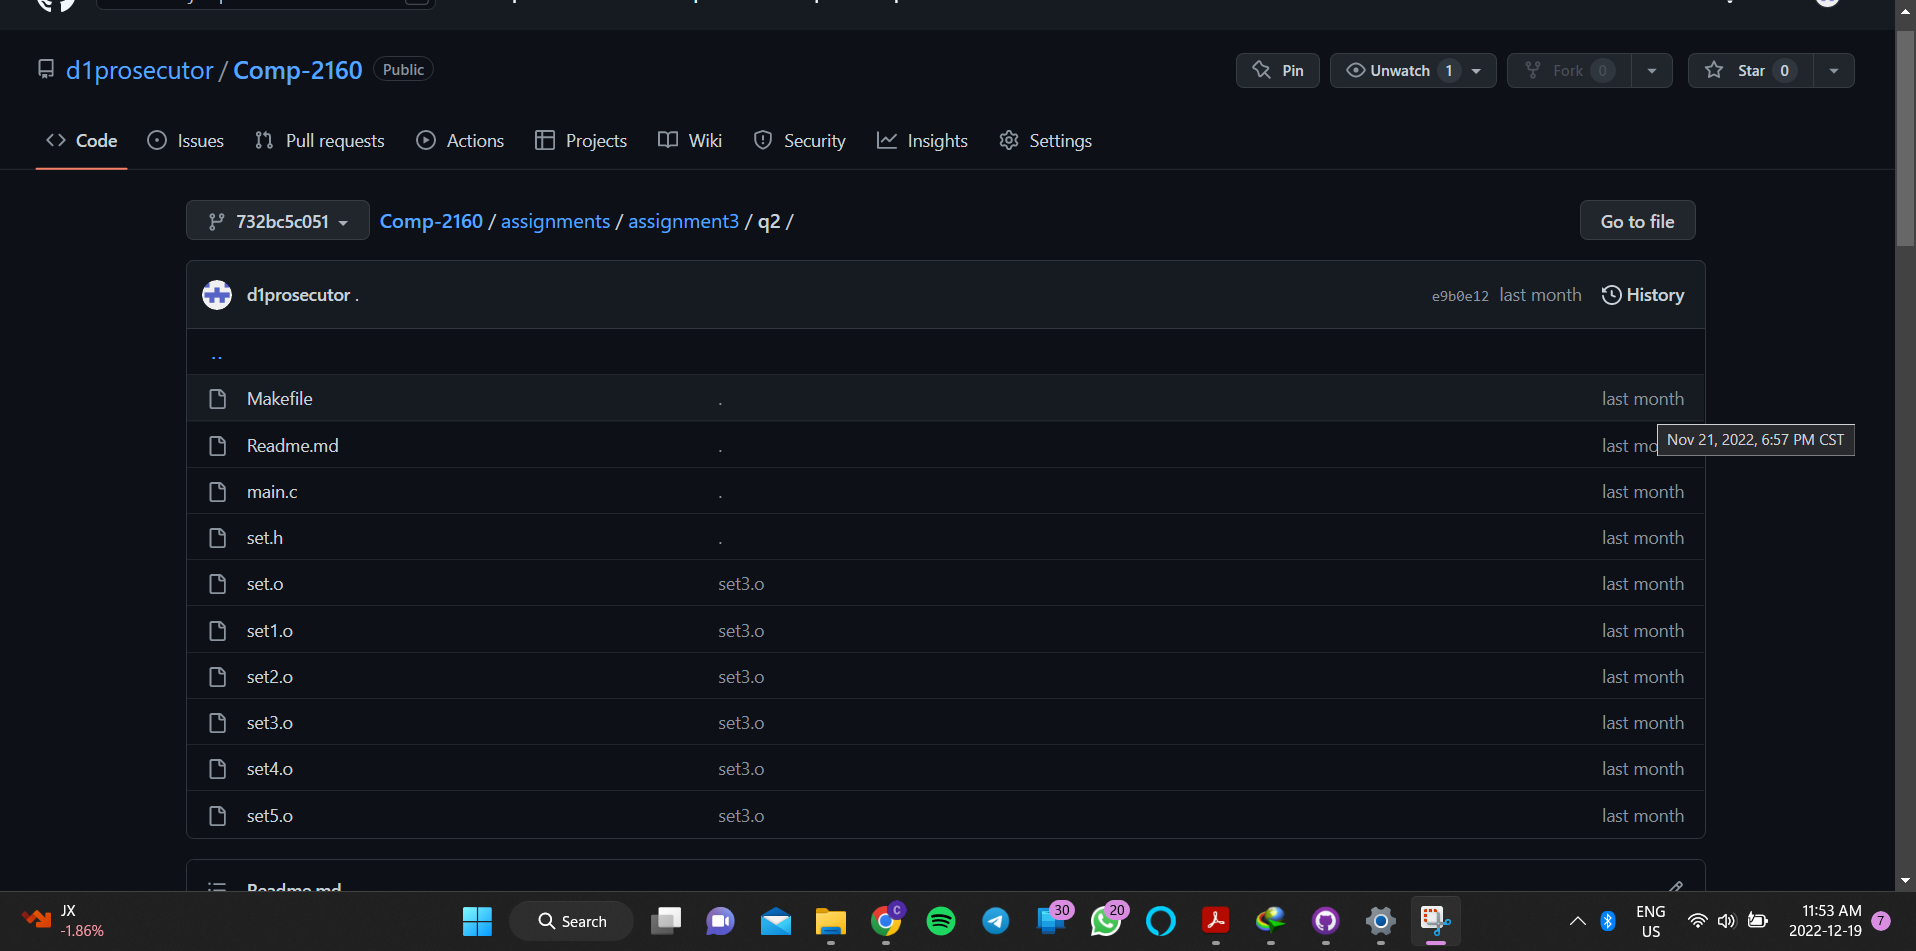 d1prosecutor / Comp-2160 Public
Pin Unwatch 1 Fork 0 Star 0
Code Issues Pull requests Actions Projects Wiki Security Insights Settings
732bc5c051 Comp-2160 / assignments / assignment3 / q2 / Go to file
d1prosecutor . e9b0e12 last month History
..
Makefile . last month
Nov 21, 2022, 6:57 PM CST
Readme.md . last mo
main.c . last month
set.h . last month
set.o set3.o last month
set1.o set3.o last month
set2.o set3.o last month
set3.o set3.o last month
set4.o set3.o last month
set5.o set3.o last month
Readme.md
JX
-1.86%
Search
C
30
20
ENG
US
11:53 AM
2022-12-19
7